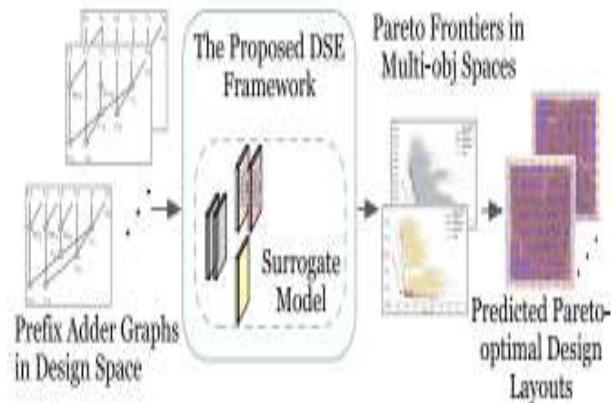 The Proposed DSE
Framework
Surrogate
Model
Prefix Adder Graphs
in Design Space
Pareto Frontiers in
Multi-obj Spaces
Predicted Pareto-
optimal Design
Layouts